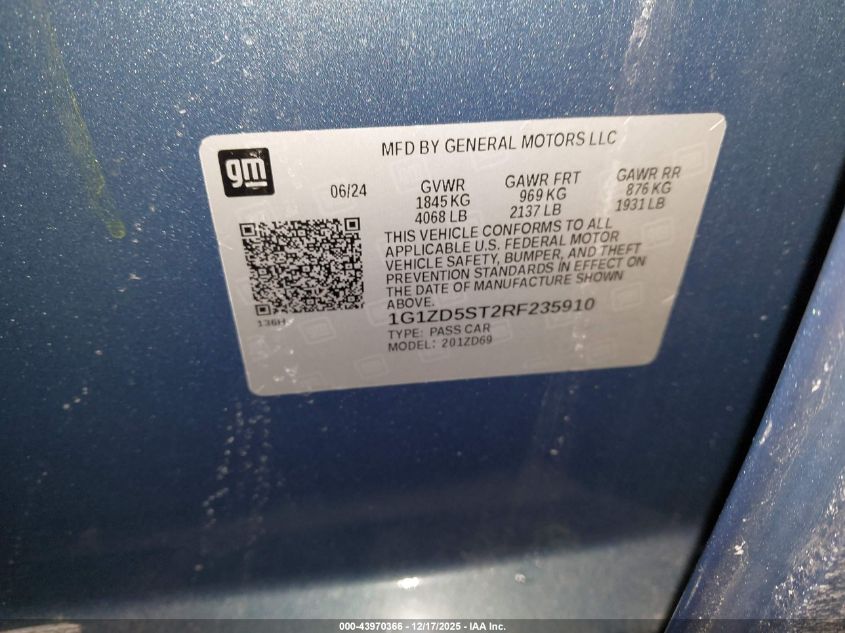 gm
MFD BY GENERAL MOTORS LLC
06/24
GVWR
1845 KG
4068 LB
GAWR FRT
969 KG
2137 LB
GAWR RR
876 KG
1931 LB
THIS VEHICLE CONFORMS TO ALL
APPLICABLE U.S. FEDERAL MOTOR
VEHICLE SAFETY, BUMPER, AND THEFT
PREVENTION STANDARDS IN EFFECT ON
THE DATE OF MANUFACTURE SHOWN
ABOVE.
136H
1G1ZD5ST2RF235910
TYPE: PASS CAR
MODEL: 201ZD69
000-43970366 - 12/17/2025 - IAA Inc.